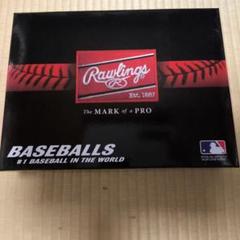 Rawlings
Est. 1887
The MARK of a PRO
BASEBALLS
#1 BASEBALL IN THE WORLD